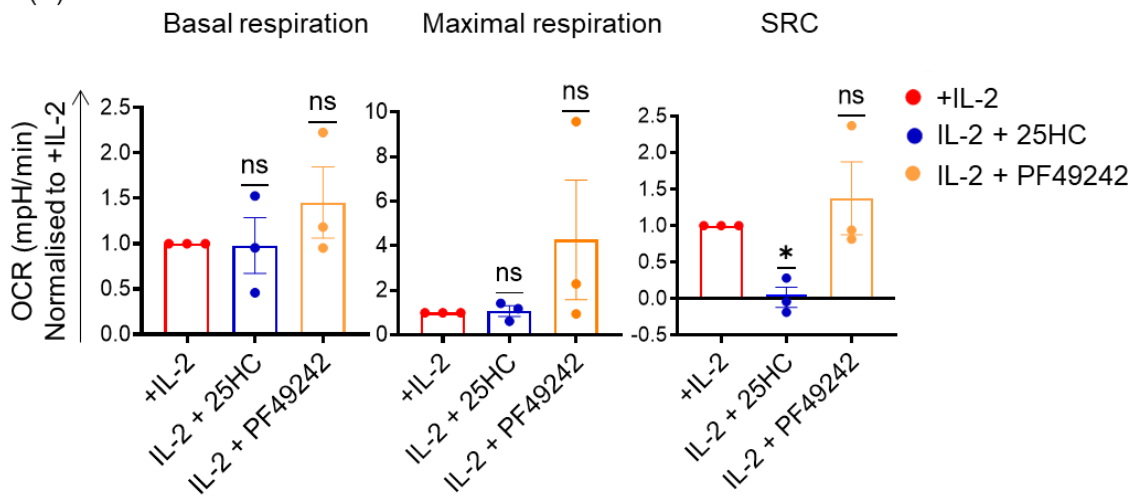 Basal respiration
Maximal respiration
SRC
OCR (mpH/min)
Normalised to +IL-2
2.5
2.0
1.5
1.0
0.5
0.0
ns
ns
+IL-2
IL-2 + 25HC
IL-2 + PF49242
10
8
6
4
2
0
ns
ns
+IL-2
IL-2 + 25HC
IL-2 + PF49242
2.5
2.0
1.5
1.0
0.5
0.0
-0.5
*
ns
+IL-2
IL-2 + 25HC
IL-2 + PF49242
+IL-2
IL-2 + 25HC
IL-2 + PF49242